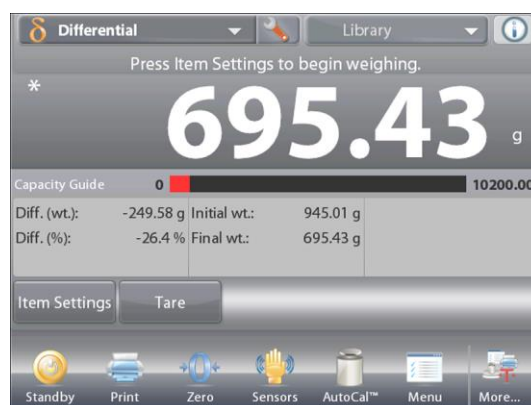 δ Differential Library
Press Item Settings to begin weighing.
* 695.43 g
Capacity Guide 0 10200.00
Diff. (wt.): -249.58 g Initial wt.: 945.01 g
Diff. (%): -26.4 % Final wt.: 695.43 g
Item Settings Tare
Standby Print Zero Sensors AutoCal™ Menu More...